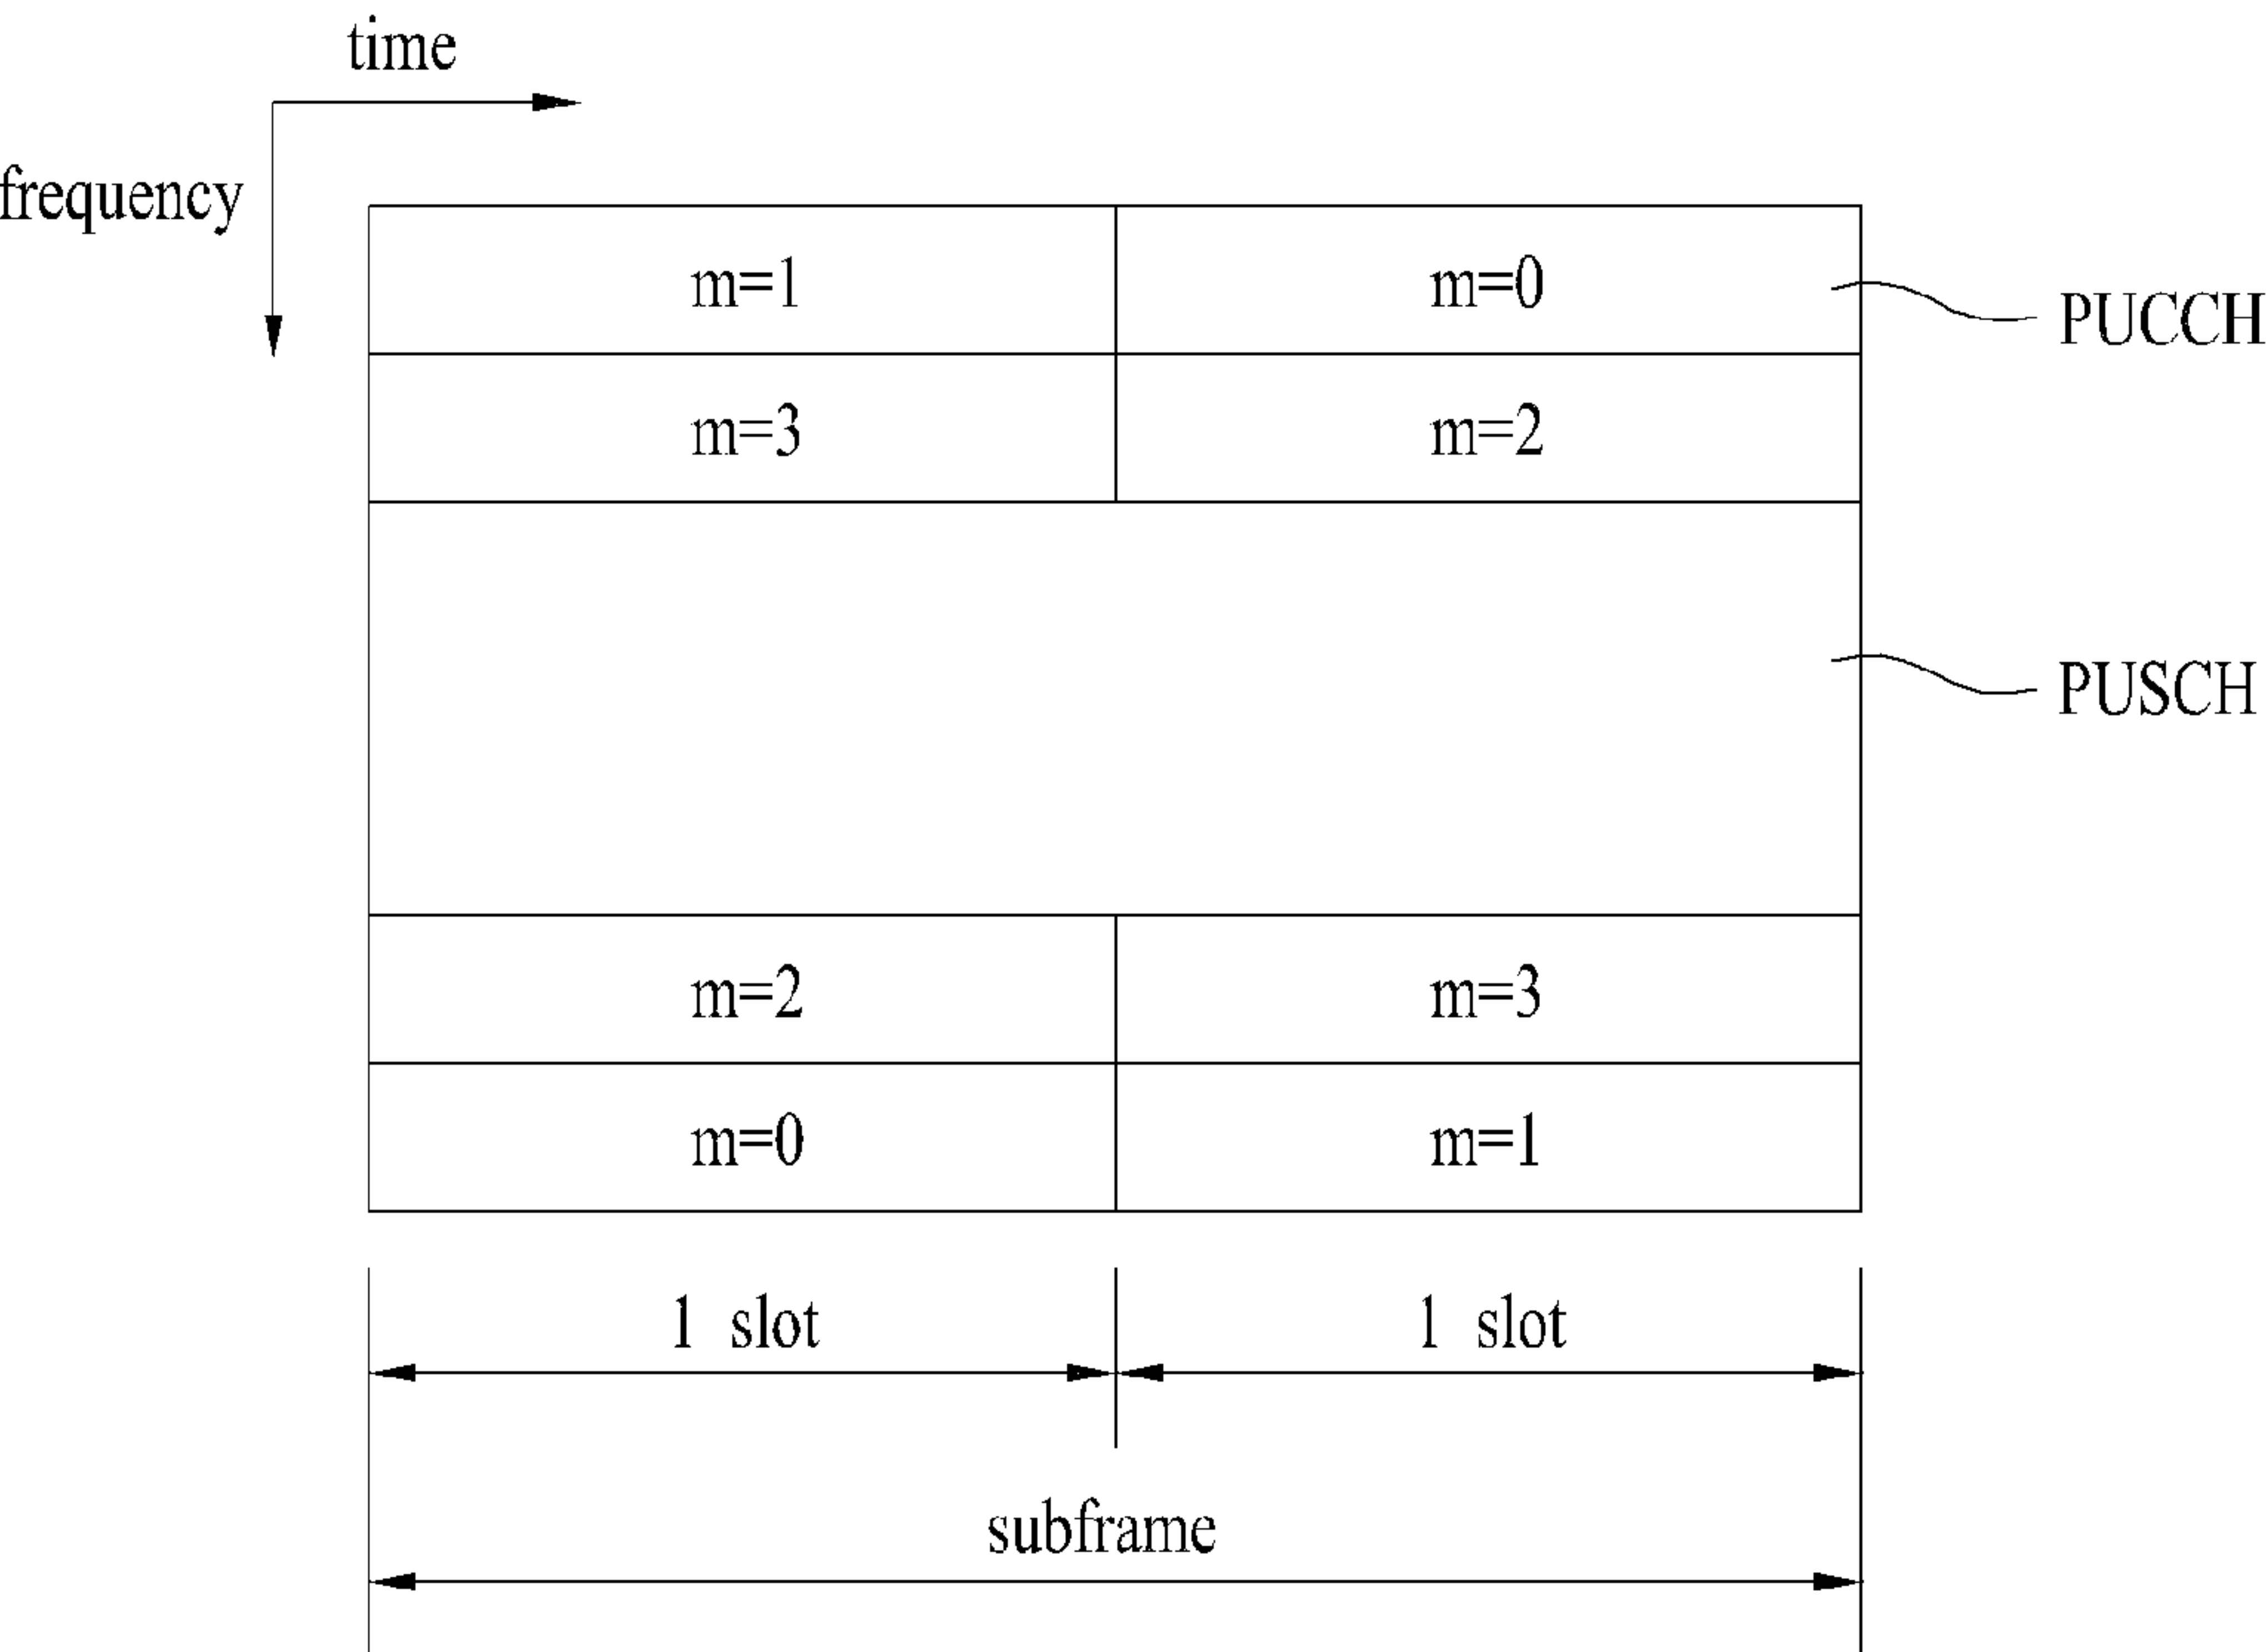 time
frequency
m=1 m=0
PUCCH
m=3 m=2
PUSCH
m=2 m=3
m=0 m=1
1 slot 1 slot
subframe